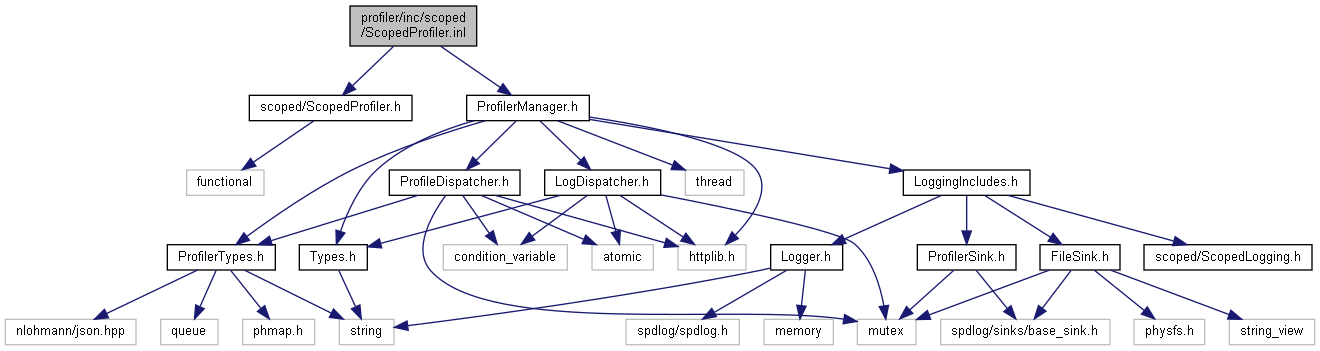 profiler/inc/scoped
/ScopedProfiler.inl
scoped/ScopedProfiler.h
ProfilerManager.h
functional
ProfileDispatcher.h
LogDispatcher.h
thread
LoggingIncludes.h
ProfilerTypes.h
Types.h
condition_variable
atomic
httplib.h
Logger.h
ProfilerSink.h
FileSink.h
scoped/ScopedLogging.h
nlohmann/json.hpp
queue
phmap.h
string
spdlog/spdlog.h
memory
mutex
spdlog/sinks/base_sink.h
physfs.h
string_view